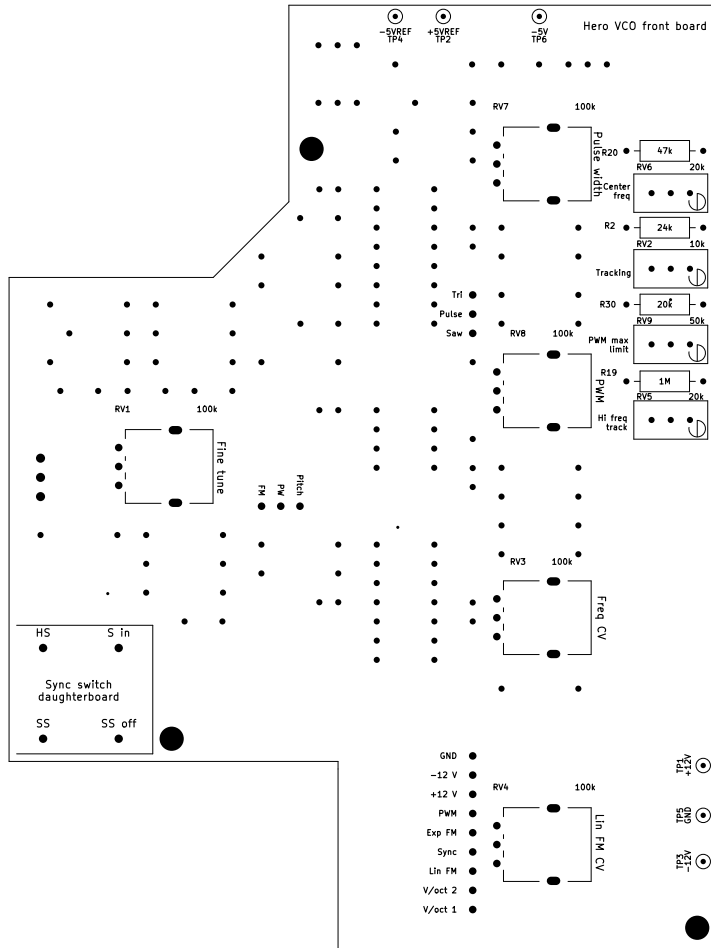 -5VREF
TP4
+5VREF
TP2
-5V
TP6
Hero VCO front board
RV7
100k
Pulse width
R20
47k
RV6
20k
Center
freq
R2
24k
RV2
10k
Tracking
R30
20k
RV9
50k
PWM max
limit
R19
1M
RV5
20k
Hi freq
track
Tri
Pulse
Saw
RV8
100k
PWM
RV1
100k
Fine tune
FM
PW
Pitch
RV3
100k
Freq CV
HS
S in
Sync switch
daughterboard
SS
SS off
GND
-12 V
+12 V
PWM
Exp FM
Sync
Lin FM
V/oct 2
V/oct 1
RV4
100k
Lin FM CV
TP1
+12V
TP5
GND
TP3
-12V